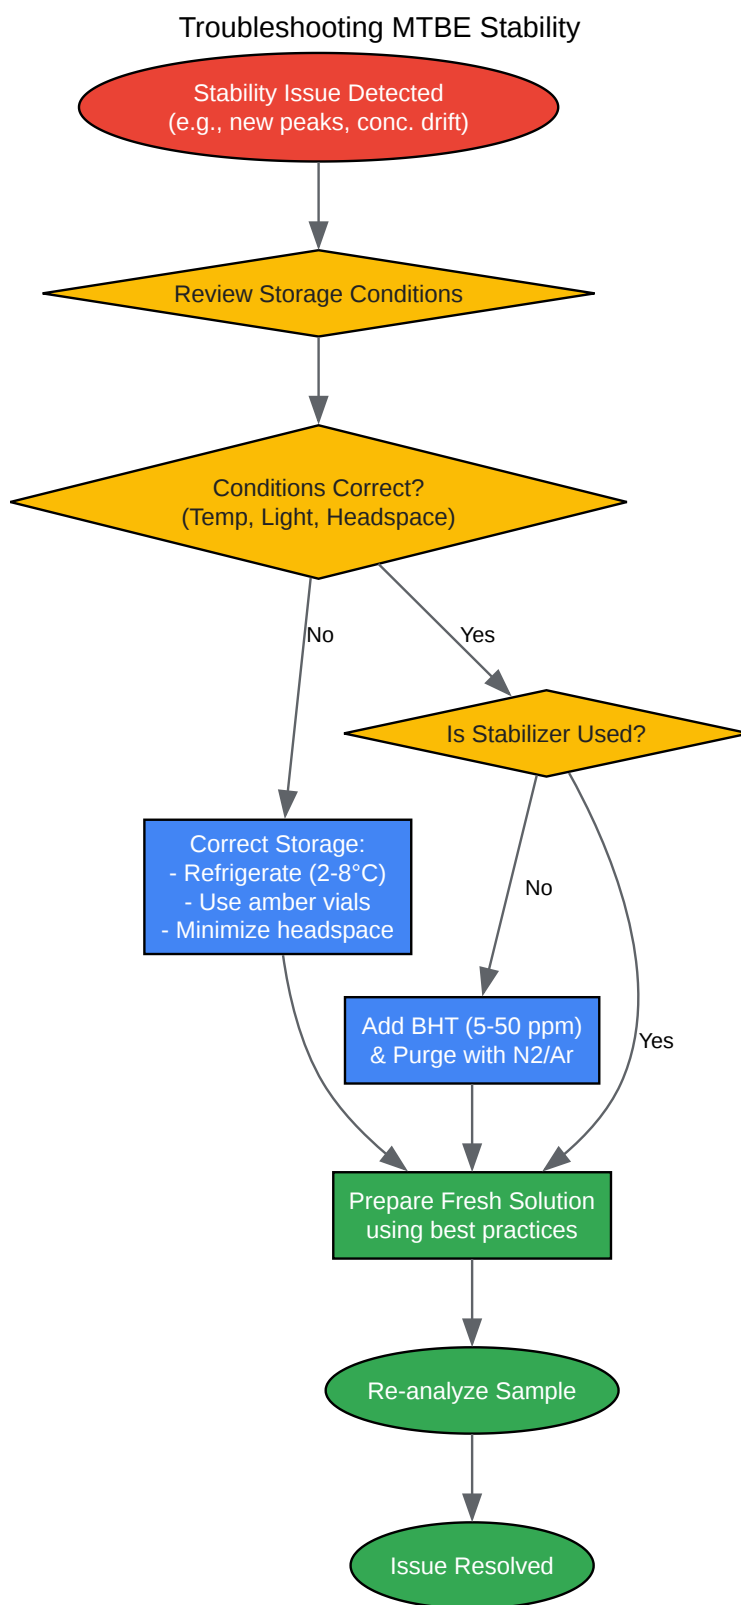 Troubleshooting MTBE Stability
Stability Issue Detected
(e.g., new peaks, conc. drift)
Review Storage Conditions
Conditions Correct?
(Temp, Light, Headspace)
No
Yes
Is Stabilizer Used?
Correct Storage:
- Refrigerate (2-8°C)
- Use amber vials
- Minimize headspace
No
Add BHT (5-50 ppm)
& Purge with N2/Ar
Yes
Prepare Fresh Solution
using best practices
Re-analyze Sample
Issue Resolved